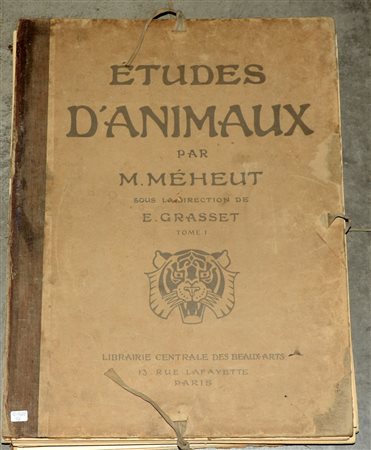 ÉTUDES
D'ANIMAUX
PAR
M. MÉHEUT
SOUS LA DIRECTION DE
E. GRASSET
TOME I
LIBRAIRIE CENTRALE DES BEAUX-ARTS
13 RUE LAFAYETTE
PARIS